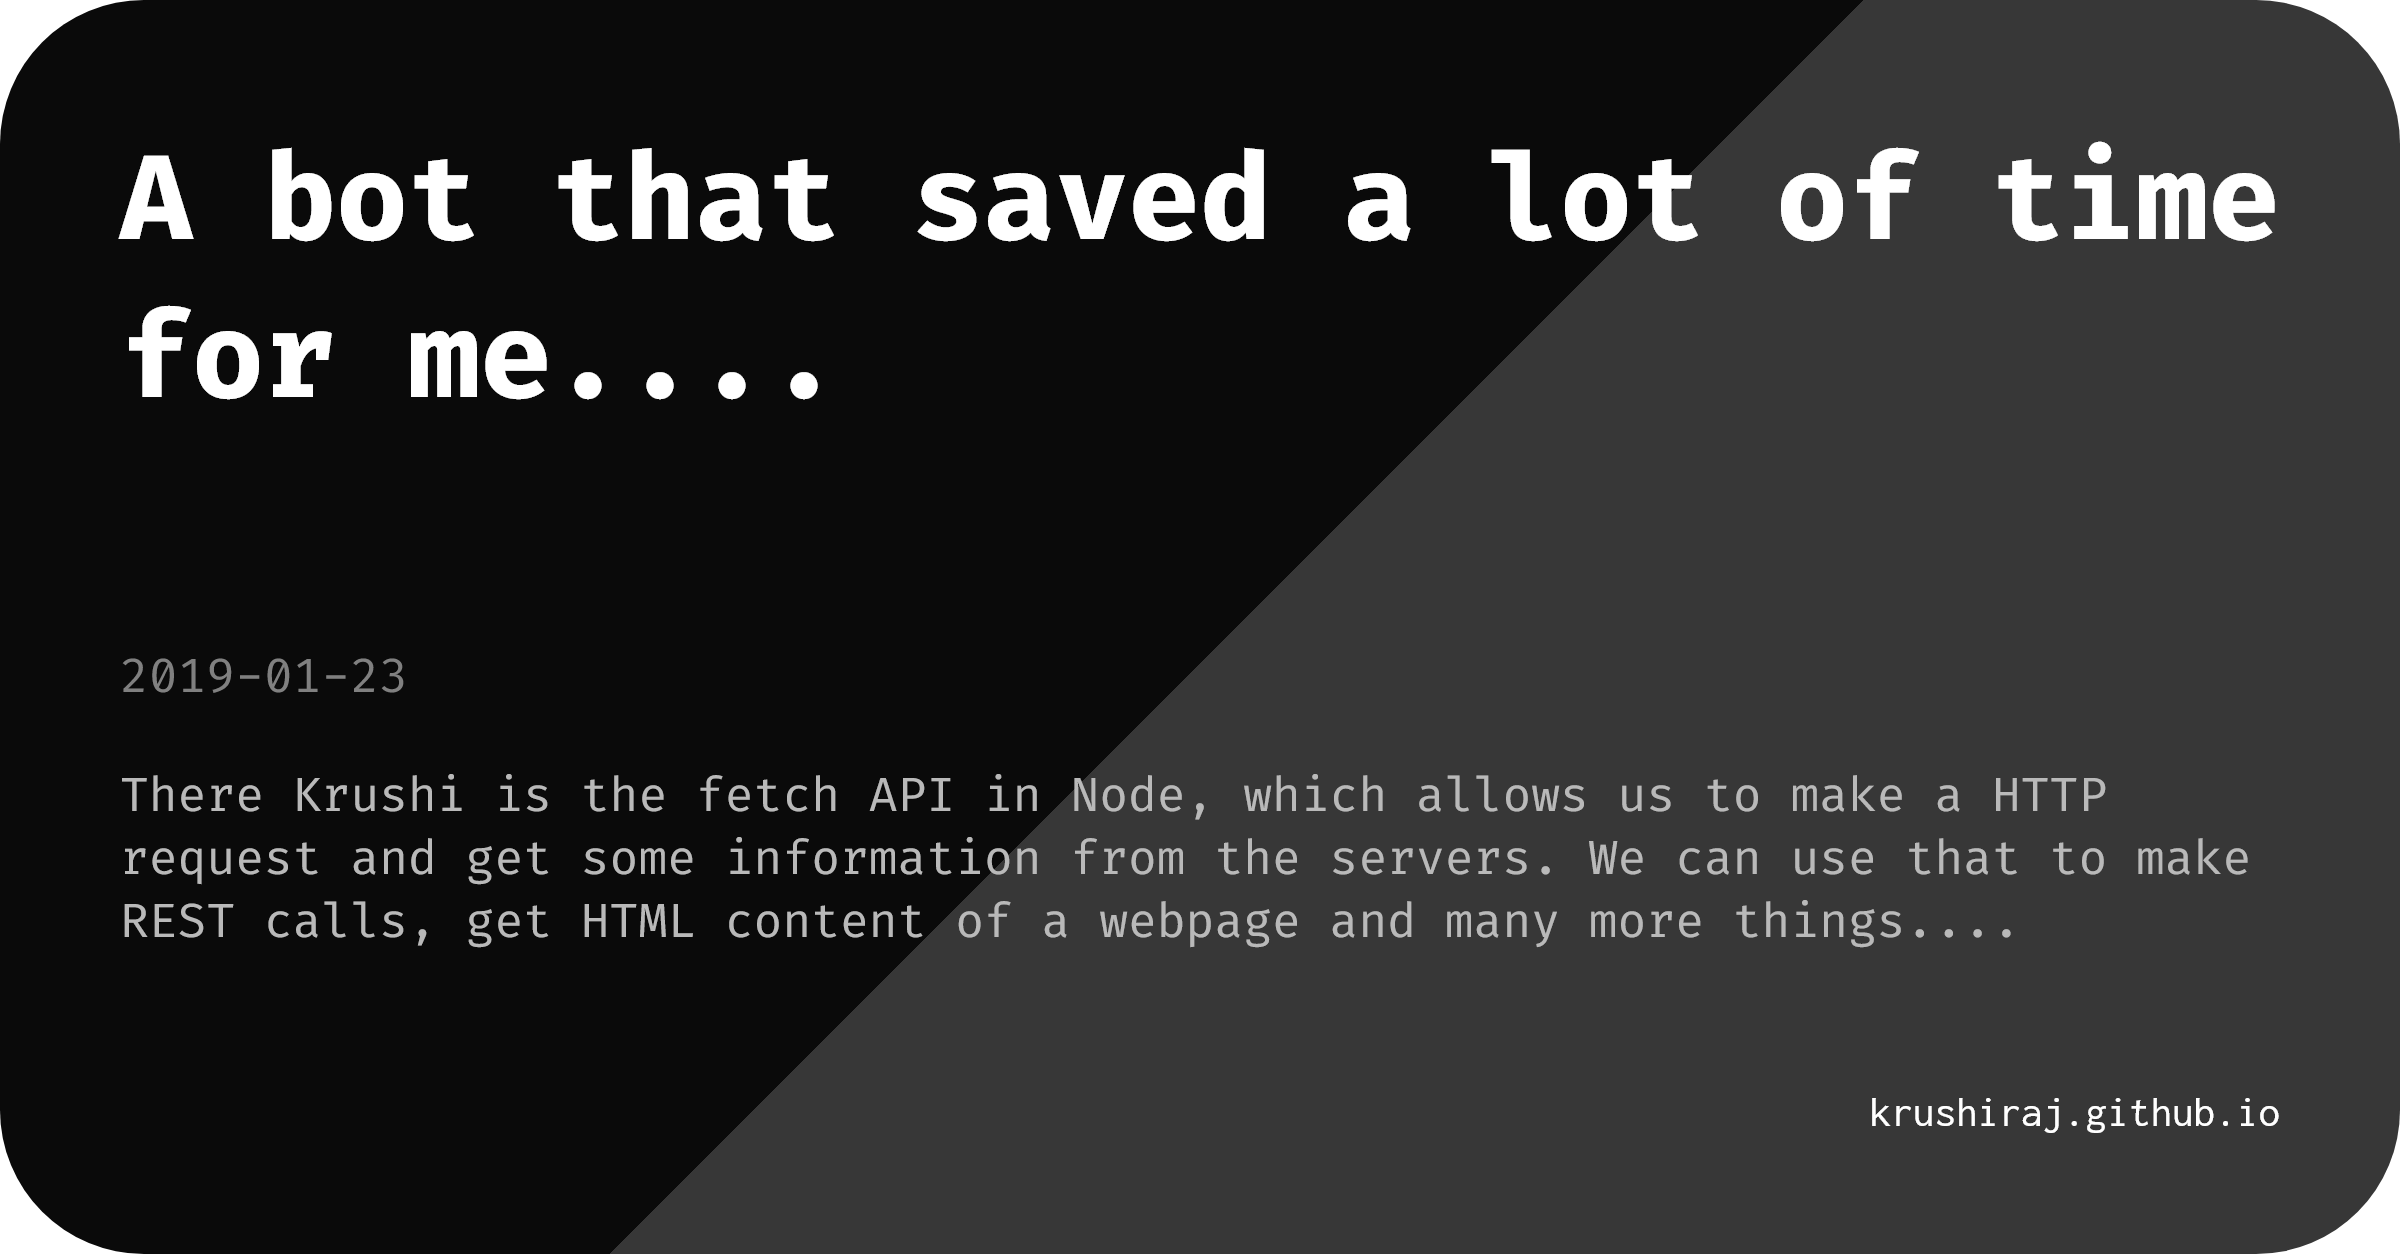 A bot that saved a lot of time
for me....
2019-01-23
There Krushi is the fetch API in Node, which allows us to make a HTTP
request and get some information from the servers. We can use that to make
REST calls, get HTML content of a webpage and many more things....
krushiraj.github.io